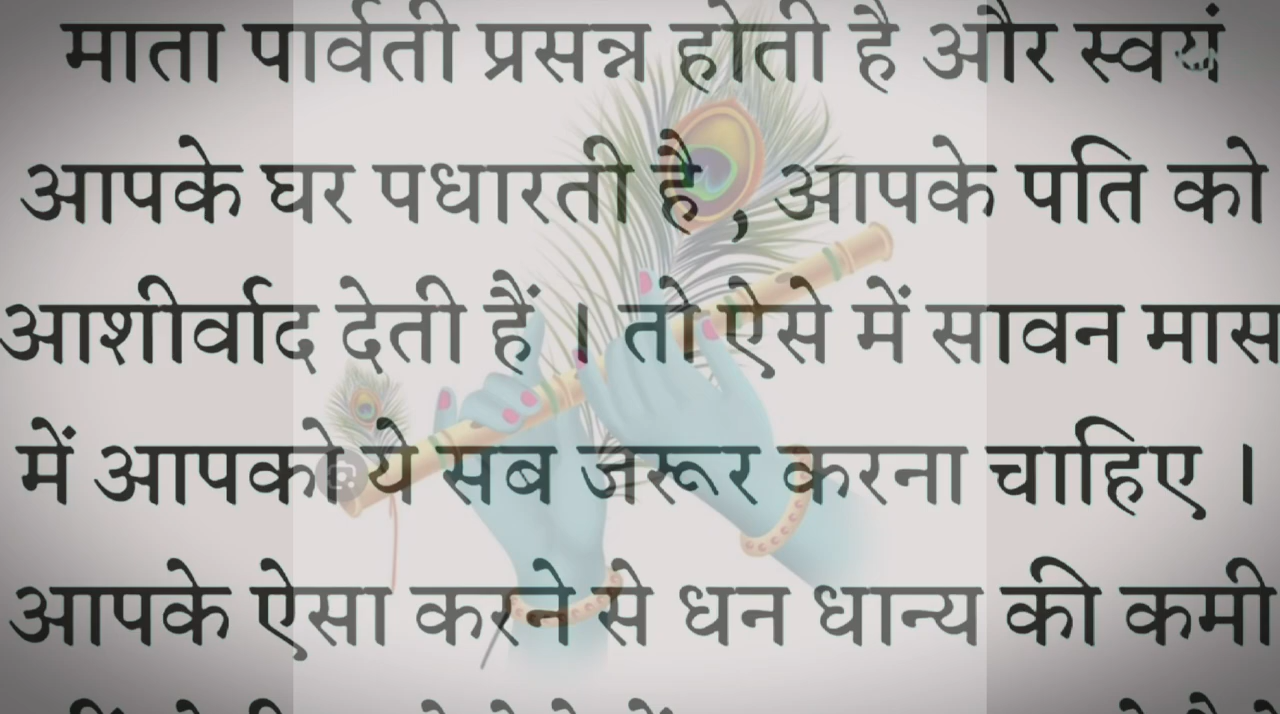 माता पार्वती प्रसन्न होती है और स्वयं
आपके घर पधारती है , आपके पति को
आशीर्वाद देती हैं । तो ऐसे में सावन मास
में आपको ये सब जरूर करना चाहिए ।
आपके ऐसा करने से धन धान्य की कमी